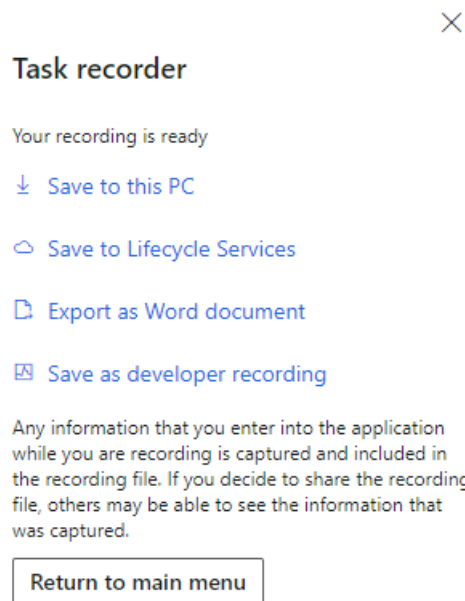 Task recorder
Your recording is ready
Save to this PC
Save to Lifecycle Services
Export as Word document
Save as developer recording
Any information that you enter into the application
while you are recording is captured and included in
the recording file. If you decide to share the recording
file, others may be able to see the information that
was captured.
Return to main menu